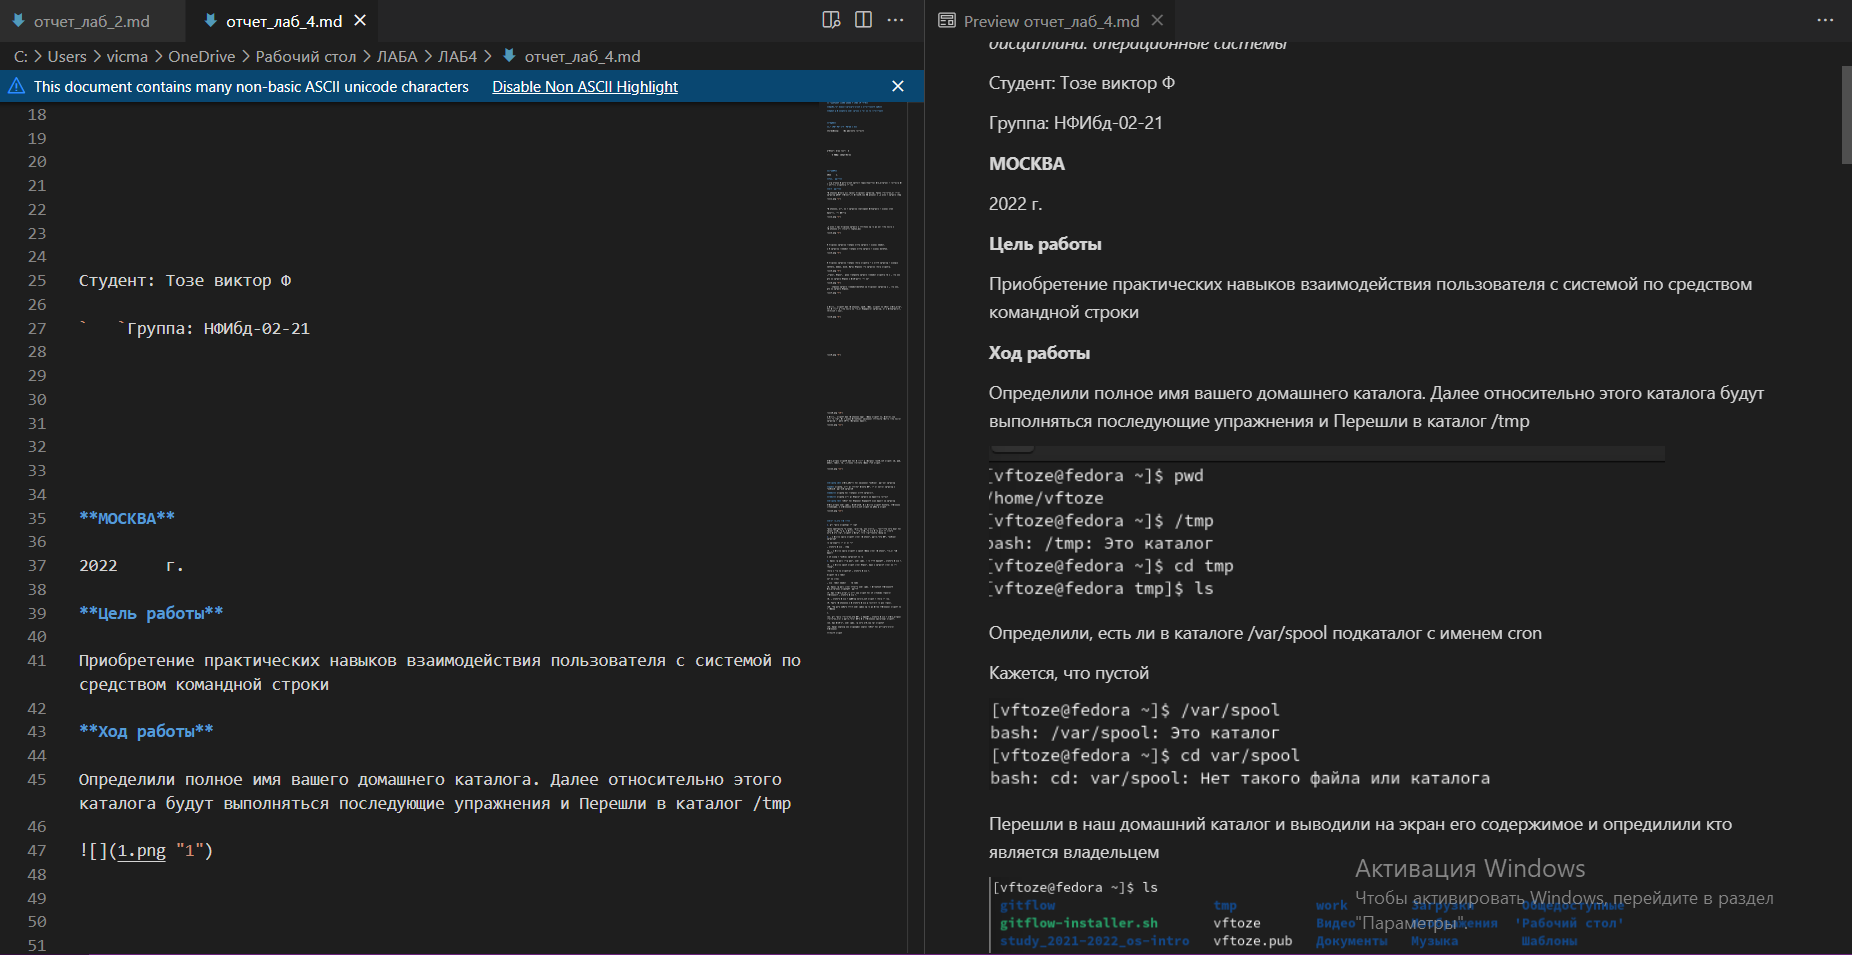 отчет_лаб_2.md
отчет_лаб_4.md
Preview отчет_лаб_4.md
C: > Users > vicma > OneDrive > Рабочий стол > ЛАБА > ЛАБ4 > отчет_лаб_4.md
This document contains many non-basic ASCII unicode characters Disable Non ASCII Highlight
18
19
20
21
22
23
24
25 Студент: Тозе виктор Ф
26
27 ` `Группа: НФИбд-02-21
28
29
30
31
32
33
34
35 **МОСКВА**
36
37 2022 г.
38
39 **Цель работы**
40
41 Приобретение практических навыков взаимодействия пользователя с системой по
средством командной строки
42
43 **Ход работы**
44
45 Определили полное имя вашего домашнего каталога. Далее относительно этого
каталога будут выполняться последующие упражнения и Перешли в каталог /tmp
46
47 ![](1.png "1")
48
49
50
51
дисциплина: операционные системы
Студент: Тозе виктор Ф
Группа: НФИбд-02-21
МОСКВА
2022 г.
Цель работы
Приобретение практических навыков взаимодействия пользователя с системой по средством
командной строки
Ход работы
Определили полное имя вашего домашнего каталога. Далее относительно этого каталога будут
выполняться последующие упражнения и Перешли в каталог /tmp
[vftoze@fedora ~]$ pwd
/home/vftoze
[vftoze@fedora ~]$ /tmp
bash: /tmp: Это каталог
[vftoze@fedora ~]$ cd tmp
[vftoze@fedora tmp]$ ls
Определили, есть ли в каталоге /var/spool подкаталог с именем cron
Кажется, что пустой
[vftoze@fedora ~]$ /var/spool
bash: /var/spool: Это каталог
[vftoze@fedora ~]$ cd var/spool
bash: cd: var/spool: Нет такого файла или каталога
Перешли в наш домашний каталог и выводили на экран его содержимое и опредилили кто
является владельцем
[vftoze@fedora ~]$ ls
gitflow tmp work Загрузки Общедоступные
gitflow-installer.sh vftoze Видео Изображения 'Рабочий стол'
study_2021-2022_os-intro vftoze.pub Документы Музыка Шаблоны
Активация Windows
Чтобы активировать Windows, перейдите в раздел
"Параметры".